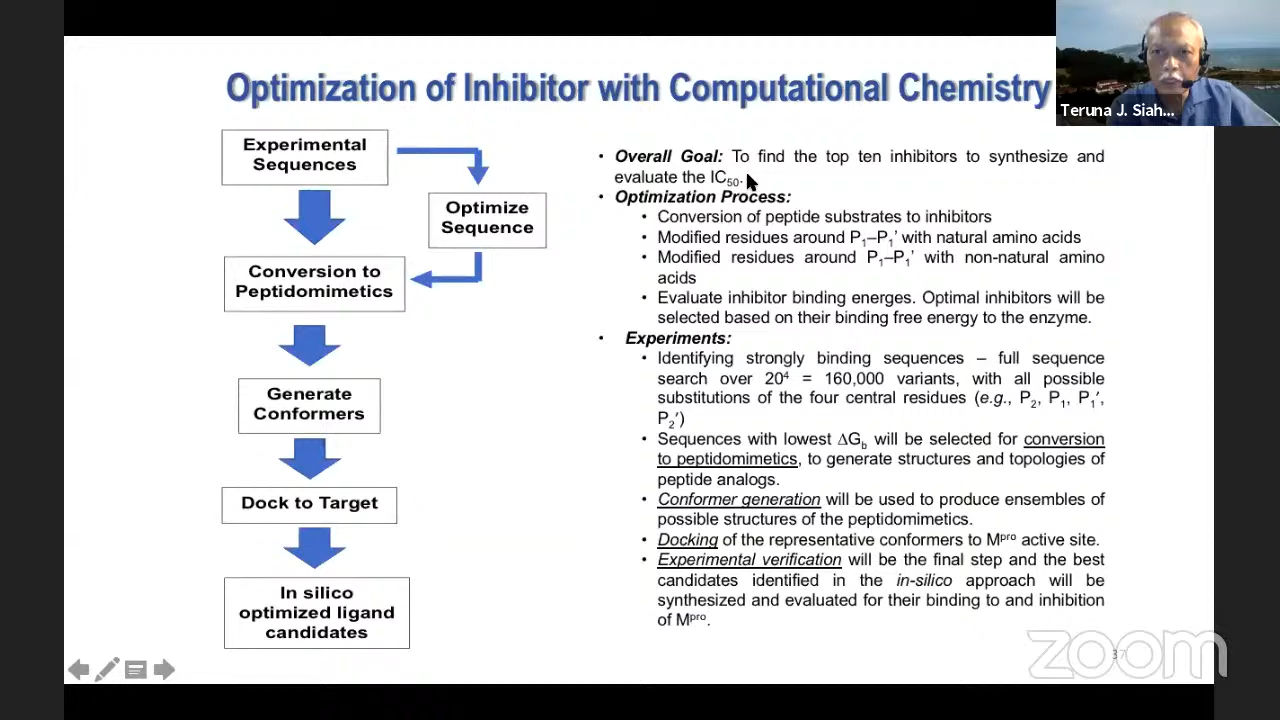 Optimization of Inhibitor with Computational Chemistry
Teruna J. Siah...
Experimental
Sequences
Optimize
Sequence
Conversion to
Peptidomimetics
Generate
Conformers
Dock to Target
In silico
optimized ligand
candidates
• Overall Goal: To find the top ten inhibitors to synthesize and
evaluate the IC50.
• Optimization Process:
• Conversion of peptide substrates to inhibitors
• Modified residues around P1–P1’ with natural amino acids
• Modified residues around P1–P1’ with non-natural amino
acids
• Evaluate inhibitor binding energes. Optimal inhibitors will be
selected based on their binding free energy to the enzyme.
• Experiments:
• Identifying strongly binding sequences – full sequence
search over 20⁴ = 160,000 variants, with all possible
substitutions of the four central residues (e.g., P2, P1, P1′,
P2′)
• Sequences with lowest ΔGb will be selected for conversion
to peptidomimetics, to generate structures and topologies of
peptide analogs.
• Conformer generation will be used to produce ensembles of
possible structures of the peptidomimetics.
• Docking of the representative conformers to Mpro active site.
• Experimental verification will be the final step and the best
candidates identified in the in-silico approach will be
synthesized and evaluated for their binding to and inhibition
of Mpro.
zoom
37